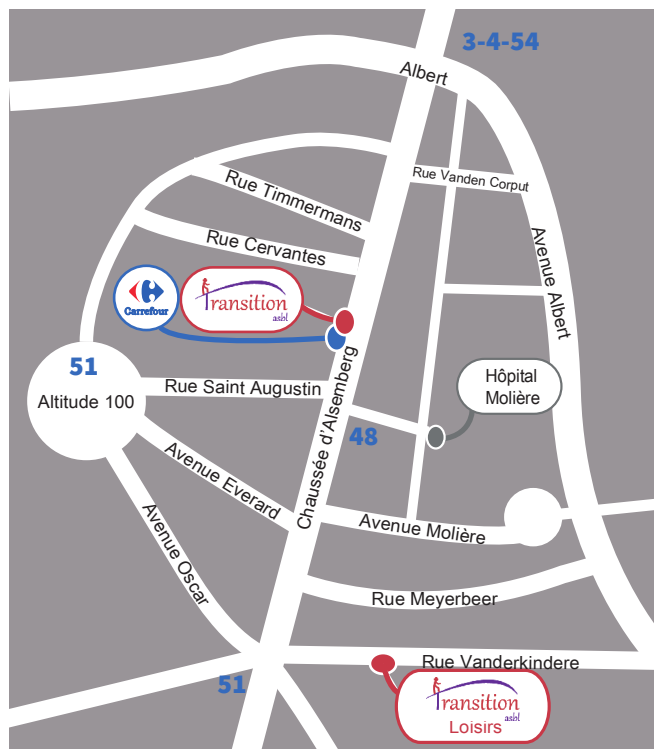 3-4-54
Albert
Rue Vanden Corput
Rue Timmermans
Rue Cervantes
Avenue Albert
Carrefour
Transition
asbl
51
Altitude 100
Rue Saint Augustin
Chaussée d'Alsemberg
48
Hôpital
Molière
Avenue Everard
Avenue Molière
Avenue Oscar
Rue Meyerbeer
Rue Vanderkindere
51
Transition
asbl
Loisirs